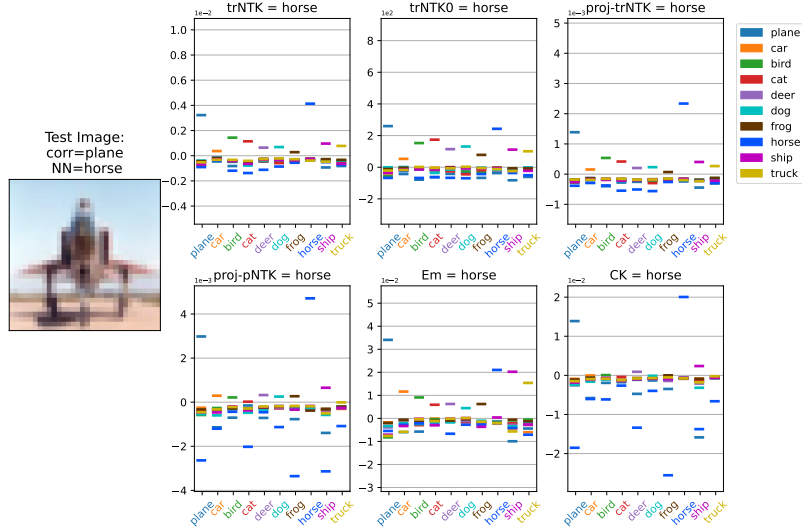 trNTK = horse
trNTK0 = horse
proj-trNTK = horse
1e−2
1e2
1e−3
1.0
0.8
0.6
0.4
0.2
0.0
−0.2
−0.4
8
6
4
2
0
−2
5
4
3
2
1
0
−1
plane
car
bird
cat
deer
dog
frog
horse
ship
truck
Test Image:
corr=plane
NN=horse
plane car bird cat deer dog frog horse ship truck
plane car bird cat deer dog frog horse ship truck
plane car bird cat deer dog frog horse ship truck
proj-pNTK = horse
Em = horse
CK = horse
1e−3
1e−2
1e−2
4
2
0
−2
−4
5
4
3
2
1
0
−1
−2
−3
2
1
0
−1
−2
plane car bird cat deer dog frog horse ship truck
plane car bird cat deer dog frog horse ship truck
plane car bird cat deer dog frog horse ship truck